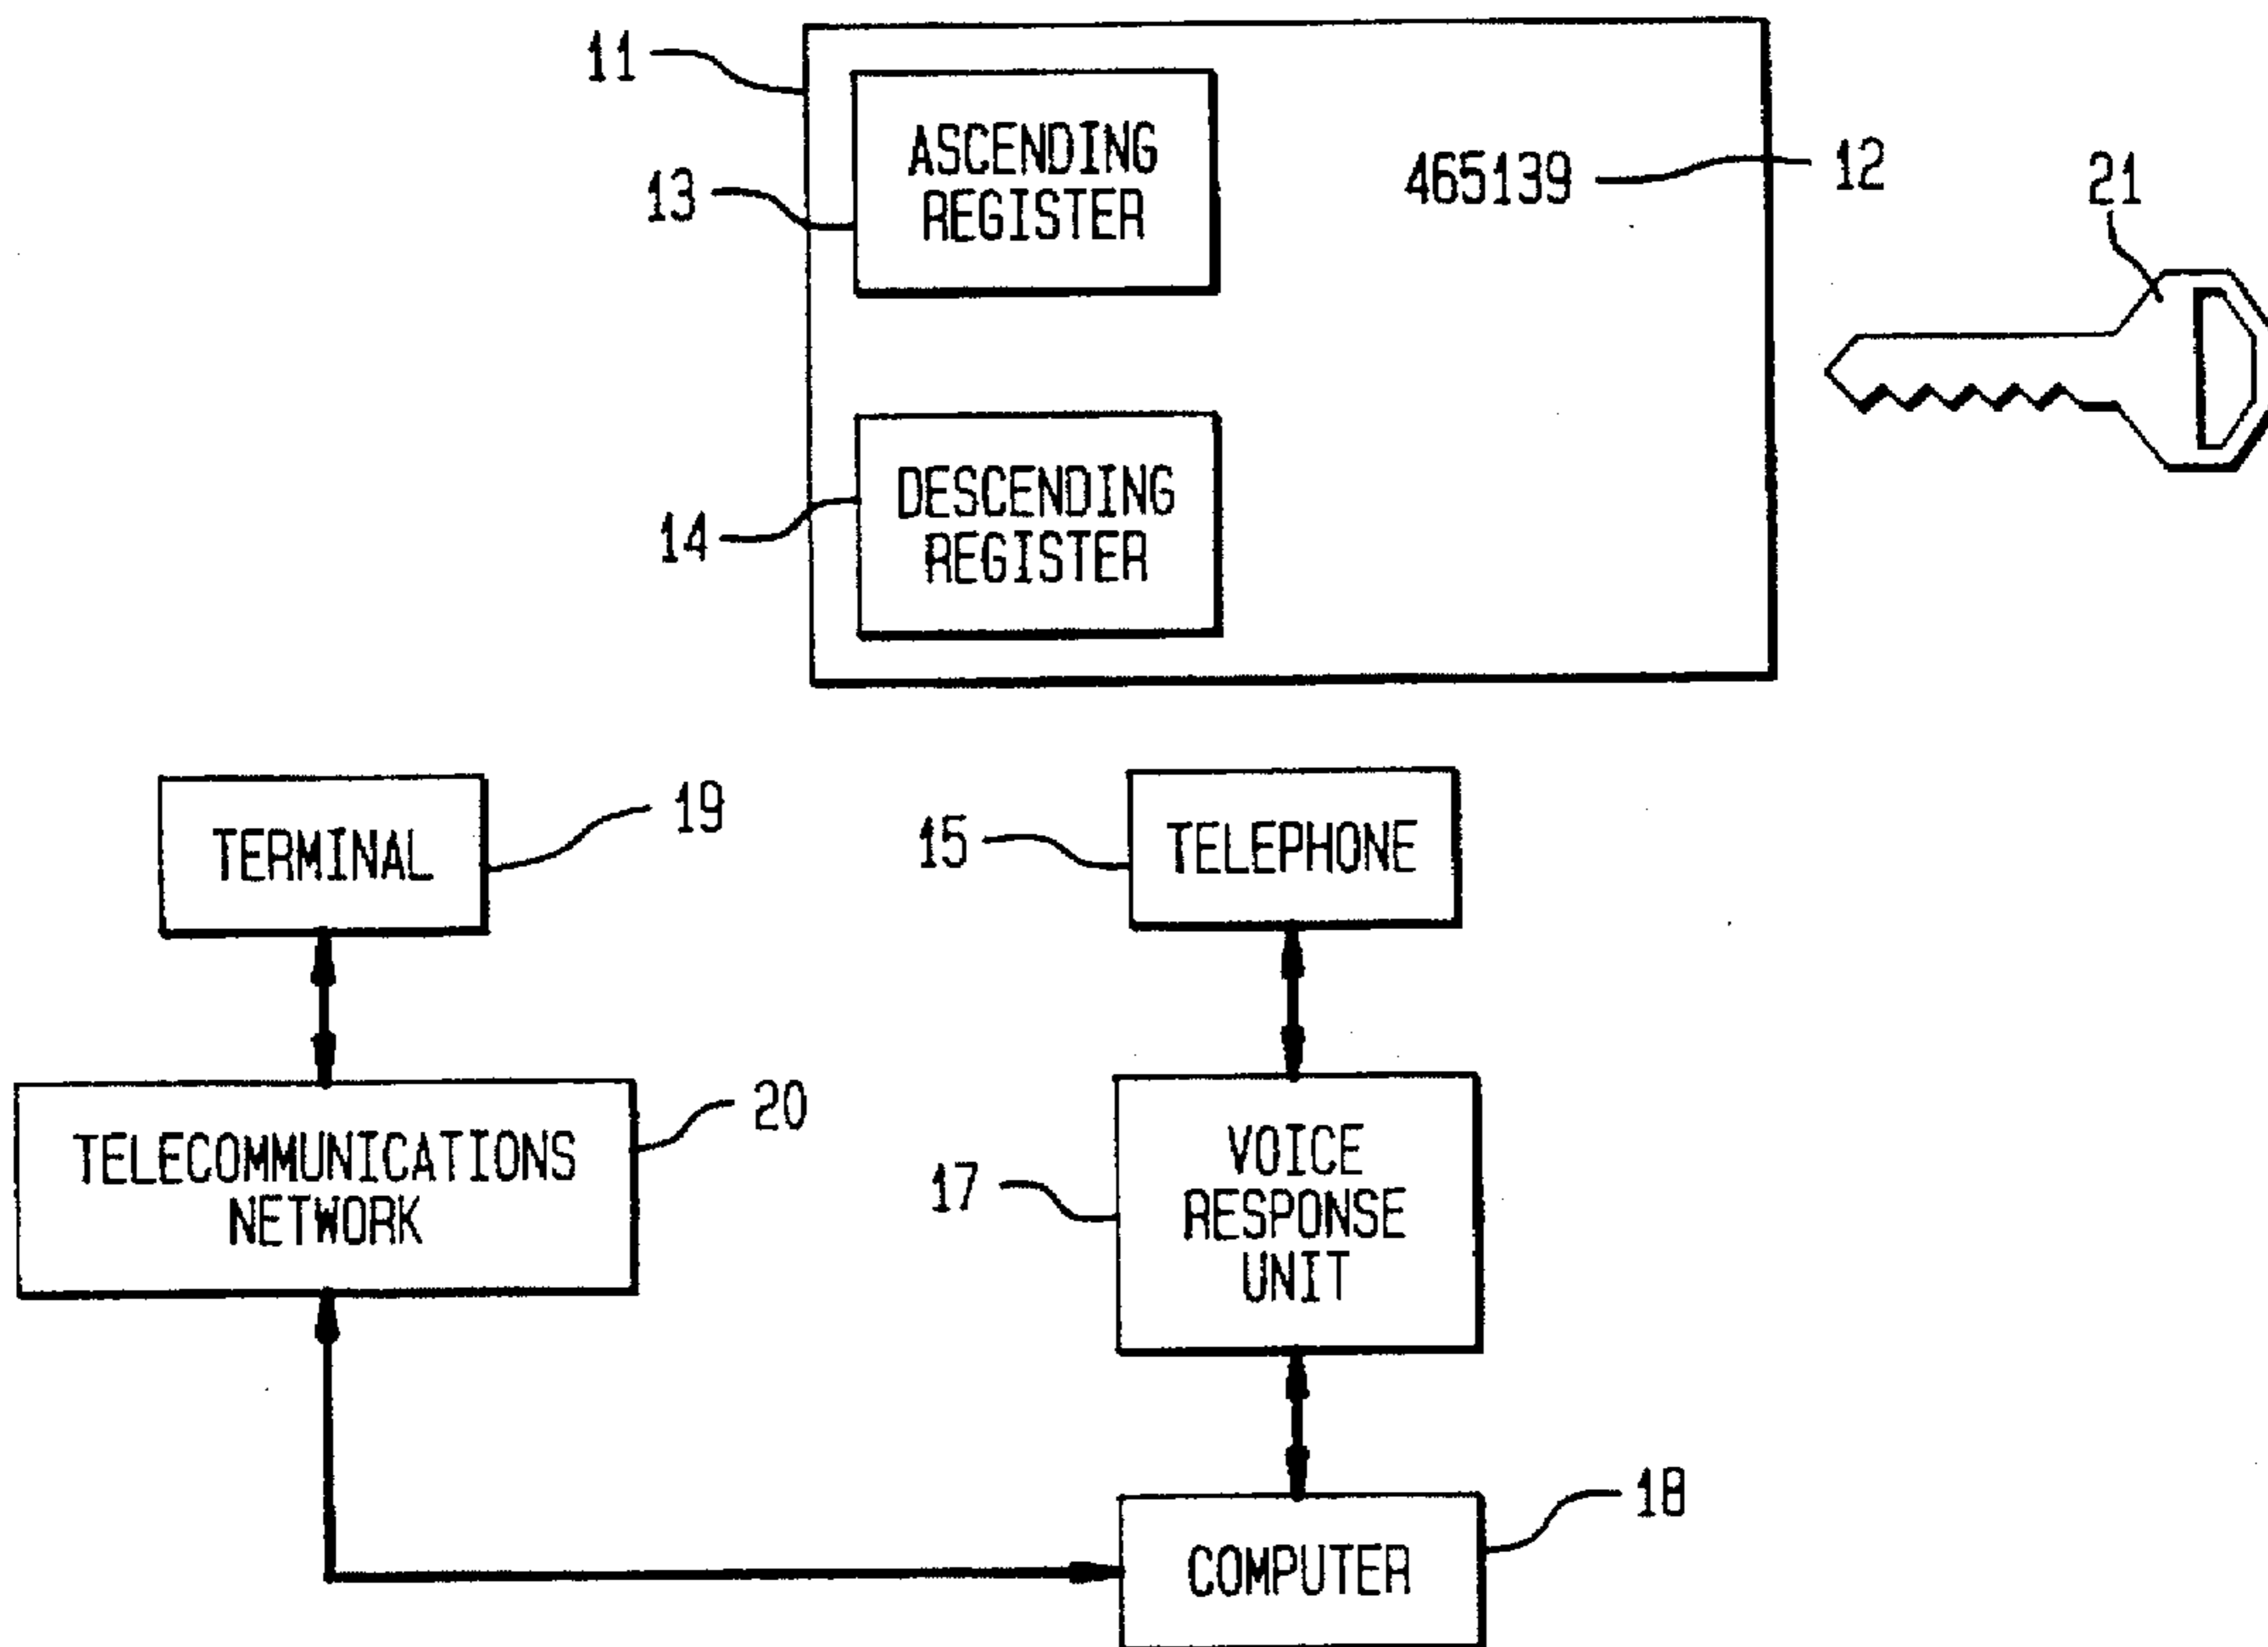 11
ASCENDING
REGISTER
13
465139
12
21
DESCENDING
REGISTER
14
TERMINAL
19
15
TELEPHONE
TELECOMMUNICATIONS
NETWORK
20
17
VOICE
RESPONSE
UNIT
18
COMPUTER